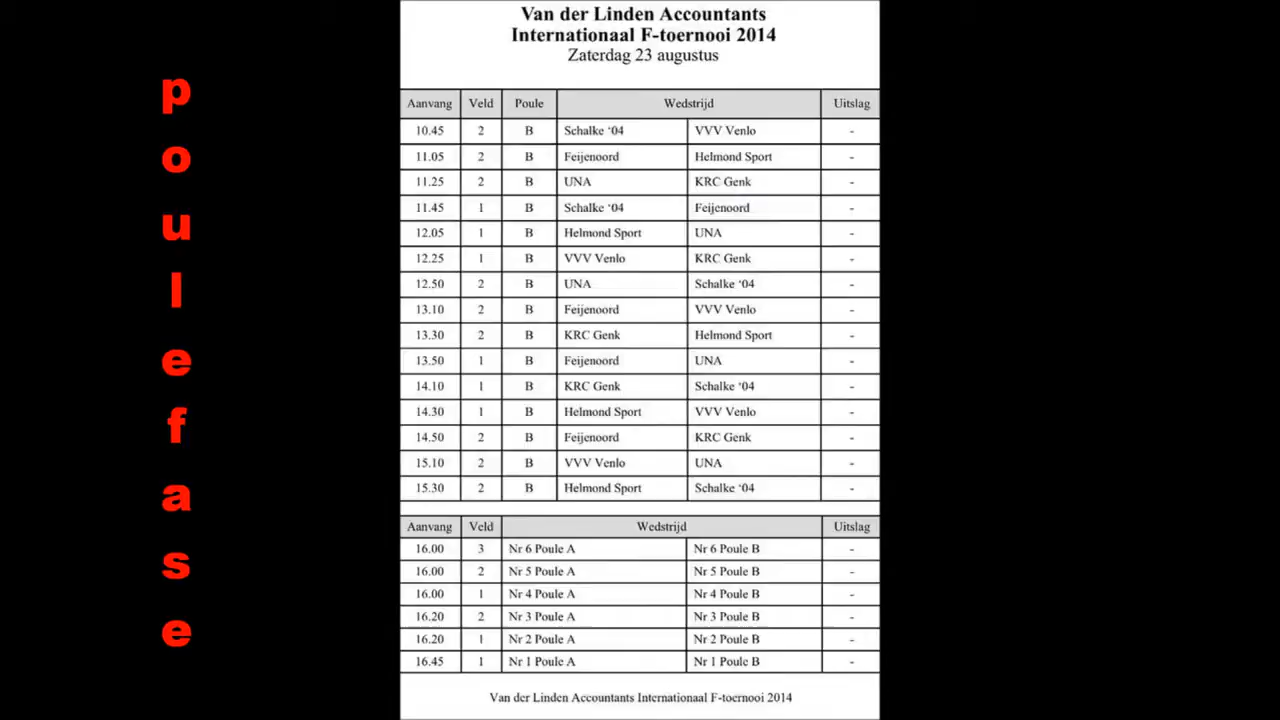 p
o
u
l
e
f
a
s
e
Van der Linden Accountants
Internationaal F-toernooi 2014
Zaterdag 23 augustus
Aanvang Veld Poule Wedstrijd Uitslag
10.45 2 B Schalke ‘04 VVV Venlo -
11.05 2 B Feijenoord Helmond Sport -
11.25 2 B UNA KRC Genk -
11.45 1 B Schalke ‘04 Feijenoord -
12.05 1 B Helmond Sport UNA -
12.25 1 B VVV Venlo KRC Genk -
12.50 2 B UNA Schalke ‘04 -
13.10 2 B Feijenoord VVV Venlo -
13.30 2 B KRC Genk Helmond Sport -
13.50 1 B Feijenoord UNA -
14.10 1 B KRC Genk Schalke ‘04 -
14.30 1 B Helmond Sport VVV Venlo -
14.50 2 B Feijenoord KRC Genk -
15.10 2 B VVV Venlo UNA -
15.30 2 B Helmond Sport Schalke ‘04 -
Aanvang Veld Wedstrijd Uitslag
16.00 3 Nr 6 Poule A Nr 6 Poule B -
16.00 2 Nr 5 Poule A Nr 5 Poule B -
16.00 1 Nr 4 Poule A Nr 4 Poule B -
16.20 2 Nr 3 Poule A Nr 3 Poule B -
16.20 1 Nr 2 Poule A Nr 2 Poule B -
16.45 1 Nr 1 Poule A Nr 1 Poule B -
Van der Linden Accountants Internationaal F-toernooi 2014